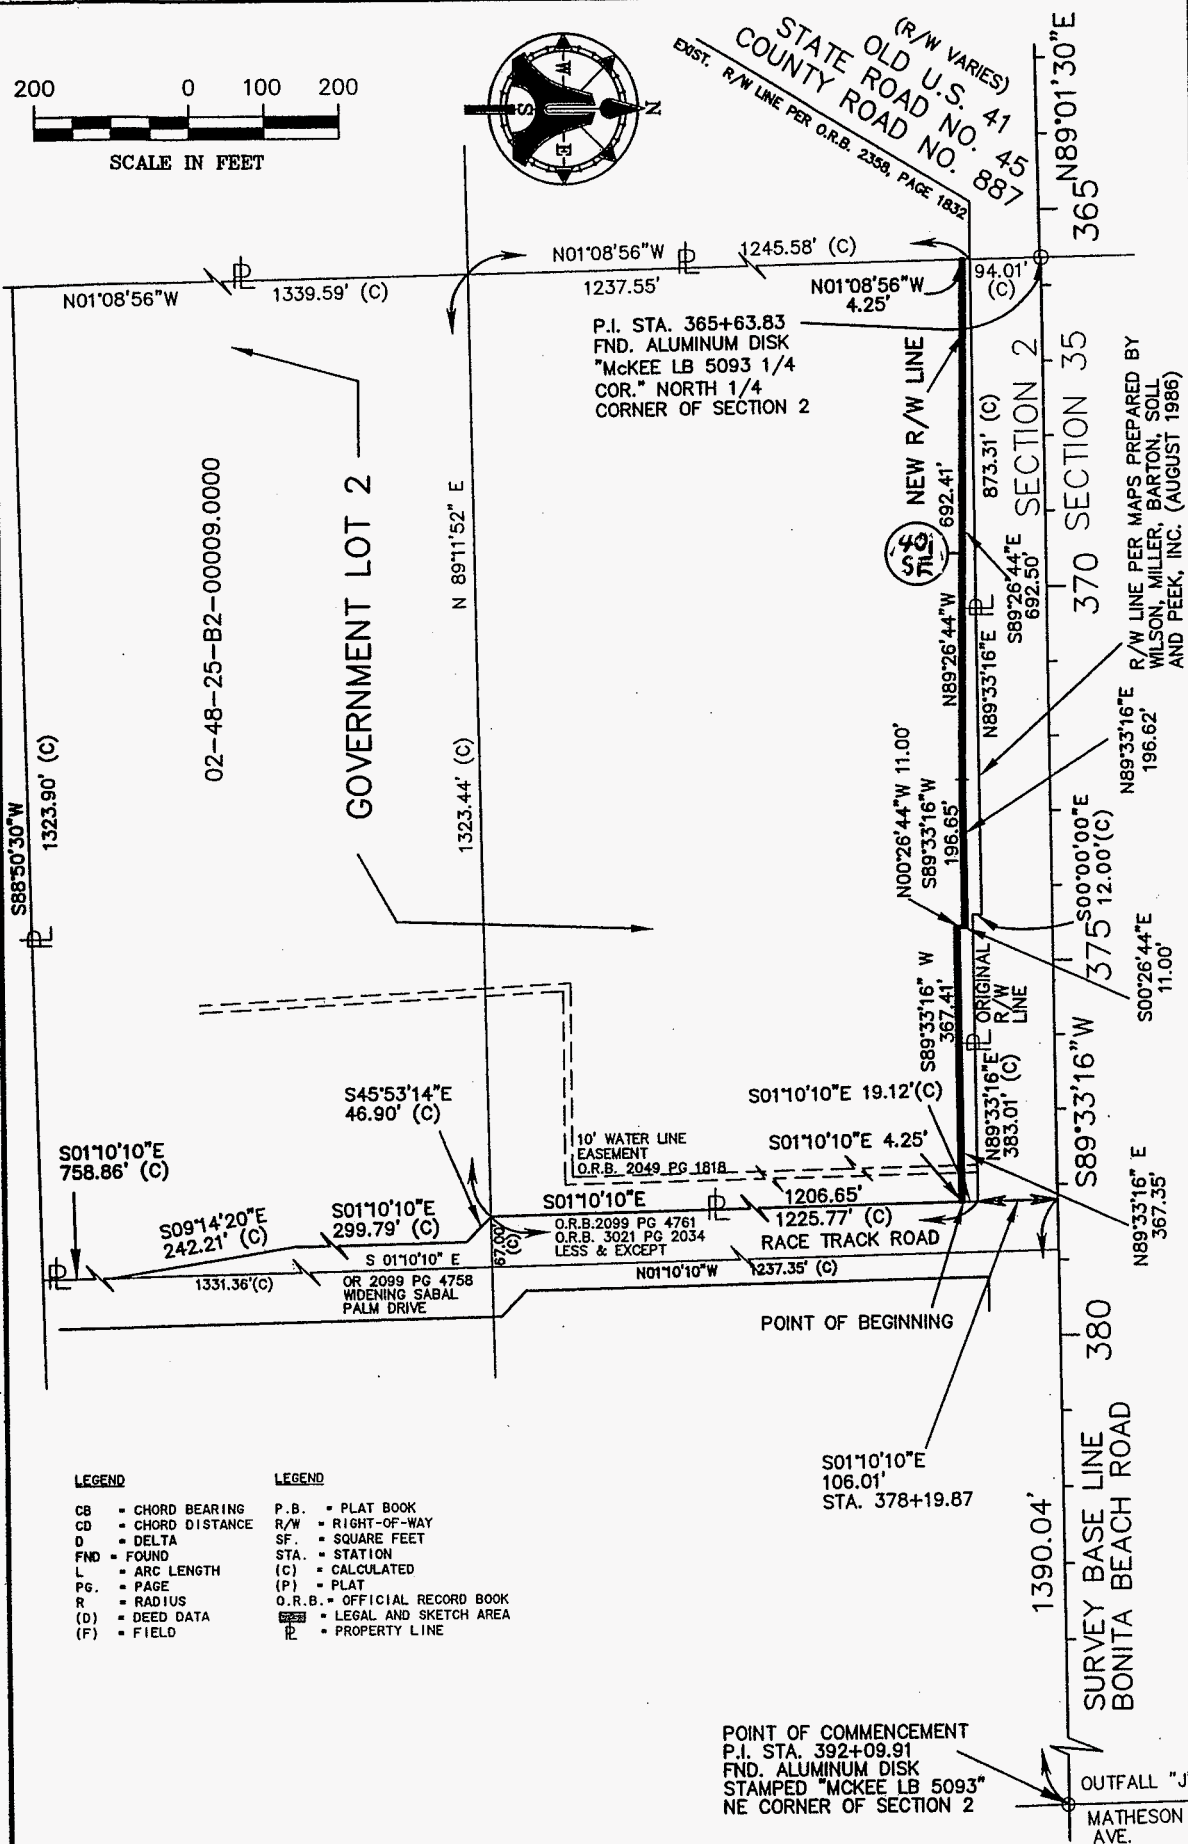 200 0 100 200
SCALE IN FEET
W
N
S
E
(R/W VARIES)
OLD U.S. 41
STATE ROAD NO. 45
COUNTY ROAD NO. 887
EXIST. R/W LINE PER O.R.B. 2358, PAGE 1832
N89°01'30"E
365
N01°08'56"W
1339.59' (C)
N01°08'56"W
1237.55'
1245.58' (C)
N01°08'56"W
4.25'
94.01'
(C)
P.I. STA. 365+63.83
FND. ALUMINUM DISK
"McKEE LB 5093 1/4
COR." NORTH 1/4
CORNER OF SECTION 2
NEW R/W LINE
692.41'
N89°26'44"W
873.31' (C)
S89°26'44"E
692.50'
N89°33'16"E
SECTION 2
SECTION 35
370
R/W LINE PER MAPS PREPARED BY
WILSON, MILLER, BARTON, SOLL
AND PEEK, INC. (AUGUST 1986)
02-48-25-B2-00009.0000
GOVERNMENT LOT 2
N 89°11'52" E
1323.44' (C)
S88°50'30"W
1323.90' (C)
N00°26'44"W 11.00'
S89°33'16"W
196.65'
N89°33'16"E
196.62'
S00°00'00"E
12.00'(C)
375
S00°26'44"E
11.00'
S89°33'16" W
367.41'
ORIGINAL
R/W
LINE
N89°33'16"E
383.01' (C)
S89°33'16"W
N89°33'16" E
367.35'
S45°53'14"E
46.90' (C)
S01°10'10"E 19.12'(C)
10' WATER LINE
EASEMENT
O.R.B. 2049 PG 1818
S01°10'10"E 4.25'
S01°10'10"E
758.86' (C)
S09°14'20"E
242.21' (C)
S01°10'10"E
299.79' (C)
S01°10'10"E
1206.65'
1225.77' (C)
O.R.B.2099 PG 4761
O.R.B. 3021 PG 2034
LESS & EXCEPT
RACE TRACK ROAD
67.00'
(C)
S 01°10'10" E
1331.36'(C)
N01°10'10"W
1237.35' (C)
OR 2099 PG 4758
WIDENING SABAL
PALM DRIVE
POINT OF BEGINNING
380
S01°10'10"E
106.01'
STA. 378+19.87
1390.04'
SURVEY BASE LINE
BONITA BEACH ROAD
LEGEND
CB = CHORD BEARING
CD = CHORD DISTANCE
D = DELTA
FND = FOUND
L = ARC LENGTH
PG. = PAGE
R = RADIUS
(D) = DEED DATA
(F) = FIELD
LEGEND
P.B. = PLAT BOOK
R/W = RIGHT-OF-WAY
SF. = SQUARE FEET
STA. = STATION
(C) = CALCULATED
(P) = PLAT
O.R.B. = OFFICIAL RECORD BOOK
= LEGAL AND SKETCH AREA
PL = PROPERTY LINE
POINT OF COMMENCEMENT
P.I. STA. 392+09.91
FND. ALUMINUM DISK
STAMPED "MCKEE LB 5093"
NE CORNER OF SECTION 2
OUTFALL "J"
MATHESON
AVE.